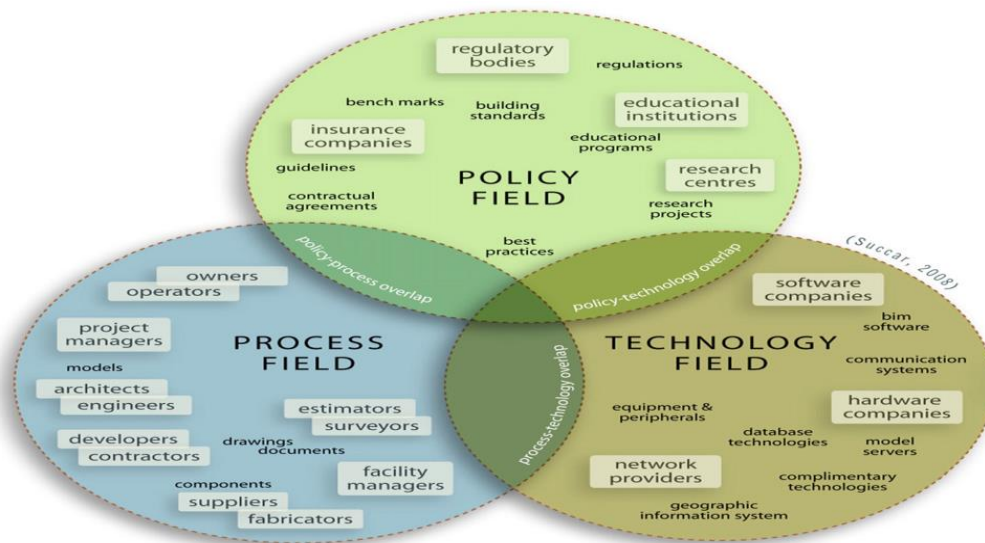 regulatory
bodies
regulations
bench marks
building
standards
educational
institutions
insurance
companies
educational
programs
guidelines
POLICY
FIELD
research
centres
contractual
agreements
research
projects
best
practices
policy-process overlap
policy-technology overlap
(Succar, 2008)
owners
operators
project
managers
PROCESS
FIELD
models
architects
engineers
estimators
surveyors
developers
contractors
drawings
documents
facility
managers
components
suppliers
fabricators
process-technology overlap
software
companies
bim
software
TECHNOLOGY
FIELD
communication
systems
equipment &
peripherals
hardware
companies
database
technologies
model
servers
network
providers
complimentary
technologies
geographic
information system